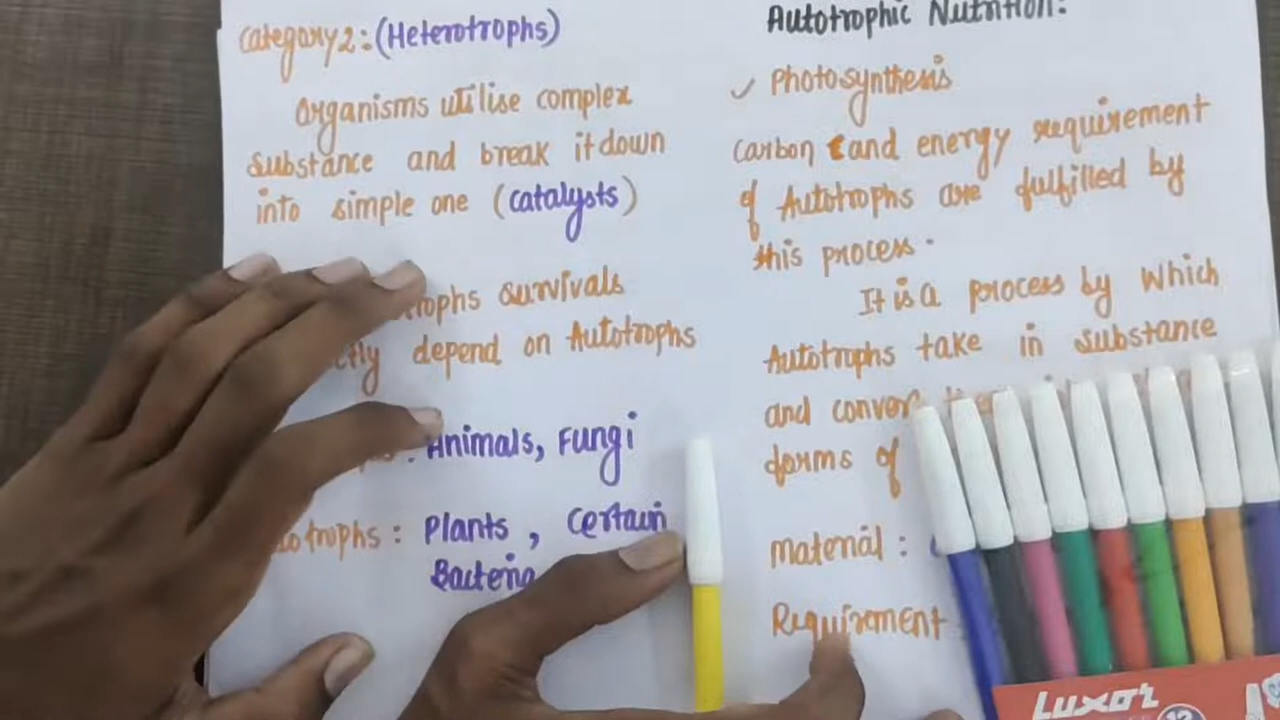 Category2: (Heterotrophs)
Organisms utilise complex
substance and break it down
into simple one (catalysts)
survivals
depend on Autotrophs
Animals, Fungi
: Plants, Certain
Bacteria
Autotrophic Nutrition:
✓ Photosynthesis
Carbon and energy requirement
of Autotrophs are fulfilled by
this process.
It is a process by which
Autotrophs take in substance
and
forms of
Material :
Requirement
Luxor
12